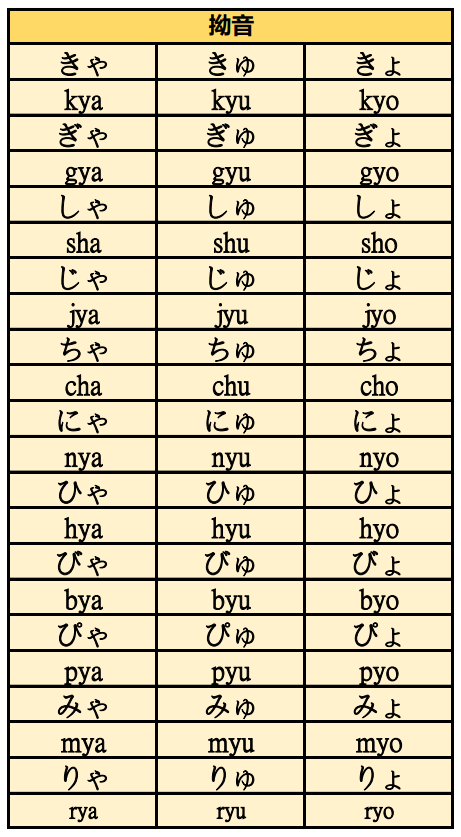 拗音
きゃ きゅ きょ
kya kyu kyo
ぎゃ ぎゅ ぎょ
gya gyu gyo
しゃ しゅ しょ
sha shu sho
じゃ じゅ じょ
jya jyu jyo
ちゃ ちゅ ちょ
cha chu cho
にゃ にゅ にょ
nya nyu nyo
ひゃ ひゅ ひょ
hya hyu hyo
びゃ びゅ びょ
bya byu byo
ぴゃ ぴゅ ぴょ
pya pyu pyo
みゃ みゅ みょ
mya myu myo
りゃ りゅ りょ
rya ryu ryo